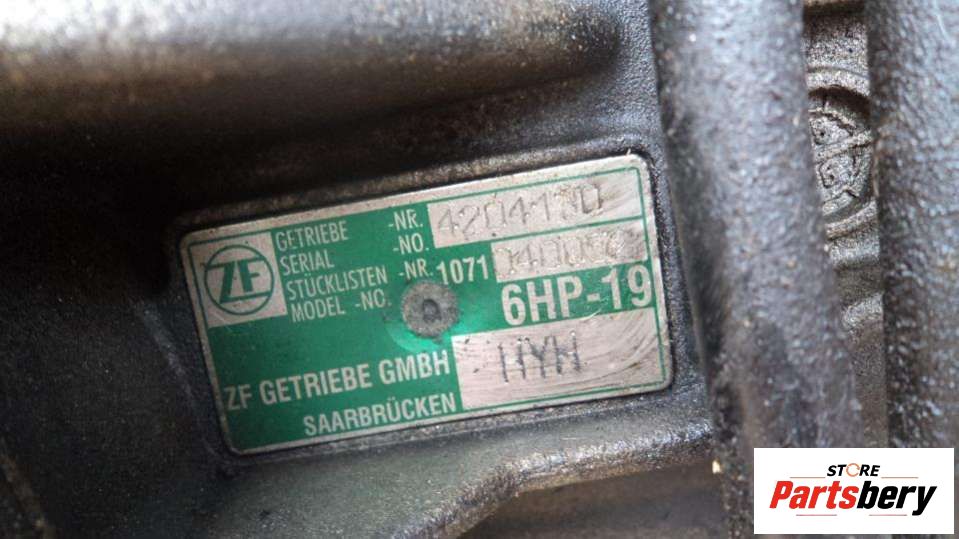 ZF
GETRIEBE -NR. 4204180
SERIAL -NO.
STÜCKLISTEN -NR. 1071
MODEL -NO.
6HP-19
HYH
ZF GETRIEBE GMBH
SAARBRÜCKEN
STORE
Partsbery